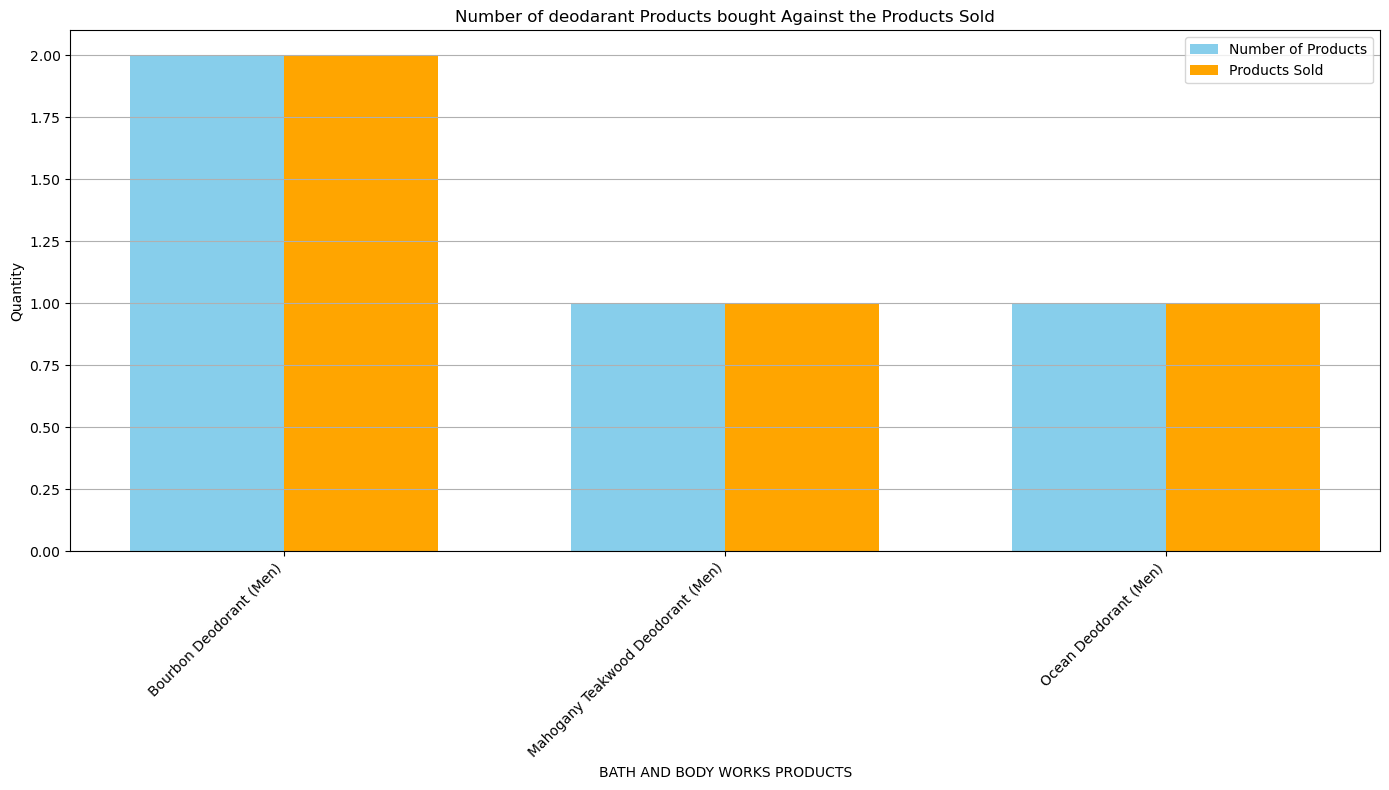 Number of deodarant Products bought Against the Products Sold
Number of Products
Products Sold
2.00
1.75
1.50
1.25
1.00
0.75
0.50
0.25
0.00
Quantity
Bourbon Deodorant (Men)
Mahogany Teakwood Deodorant (Men)
Ocean Deodorant (Men)
BATH AND BODY WORKS PRODUCTS